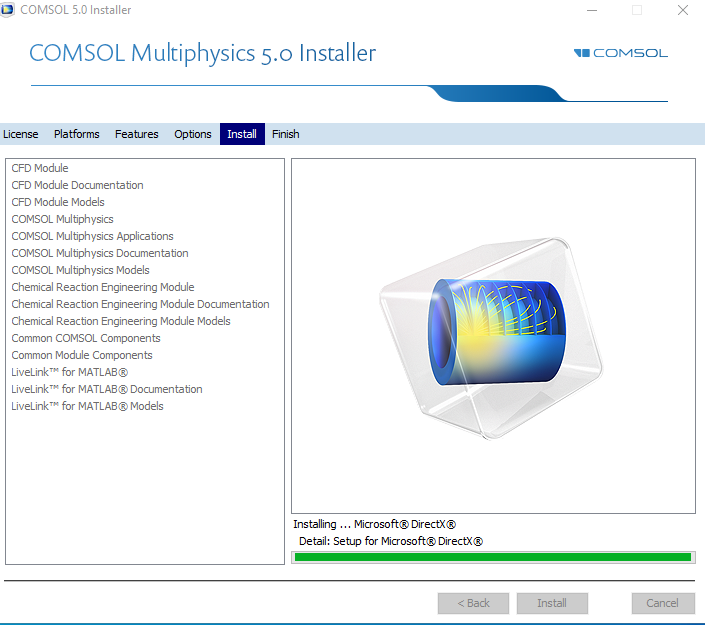 COMSOL 5.0 Installer
COMSOL Multiphysics 5.0 Installer
COMSOL
License Platforms Features Options Install Finish
CFD Module
CFD Module Documentation
CFD Module Models
COMSOL Multiphysics
COMSOL Multiphysics Applications
COMSOL Multiphysics Documentation
COMSOL Multiphysics Models
Chemical Reaction Engineering Module
Chemical Reaction Engineering Module Documentation
Chemical Reaction Engineering Module Models
Common COMSOL Components
Common Module Components
LiveLink™ for MATLAB®
LiveLink™ for MATLAB® Documentation
LiveLink™ for MATLAB® Models
Installing ... Microsoft® DirectX®
Detail: Setup for Microsoft® DirectX®
< Back Install Cancel